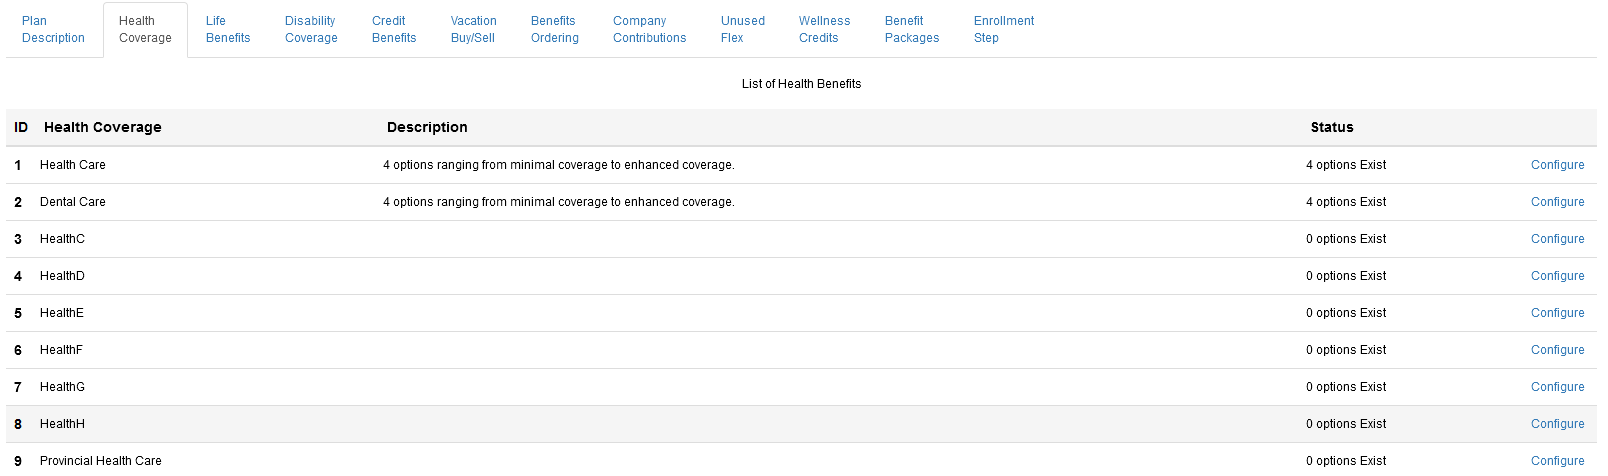 Plan Description
Health Coverage
Life Benefits
Disability Coverage
Credit Benefits
Vacation Buy/Sell
Benefits Ordering
Company Contributions
Unused Flex
Wellness Credits
Benefit Packages
Enrollment Step
List of Health Benefits
ID Health Coverage Description Status
1 Health Care 4 options ranging from minimal coverage to enhanced coverage. 4 options Exist Configure
2 Dental Care 4 options ranging from minimal coverage to enhanced coverage. 4 options Exist Configure
3 HealthC 0 options Exist Configure
4 HealthD 0 options Exist Configure
5 HealthE 0 options Exist Configure
6 HealthF 0 options Exist Configure
7 HealthG 0 options Exist Configure
8 HealthH 0 options Exist Configure
9 Provincial Health Care 0 options Exist Configure